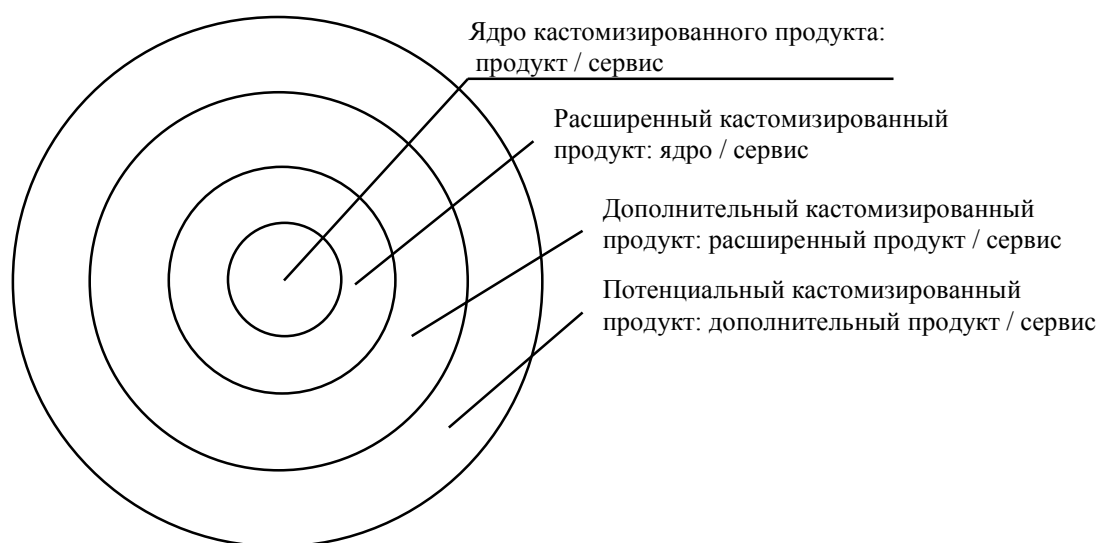 Ядро кастомизированного продукта:
продукт / сервис
Расширенный кастомизированный
продукт: ядро / сервис
Дополнительный кастомизированный
продукт: расширенный продукт / сервис
Потенциальный кастомизированный
продукт: дополнительный продукт / сервис